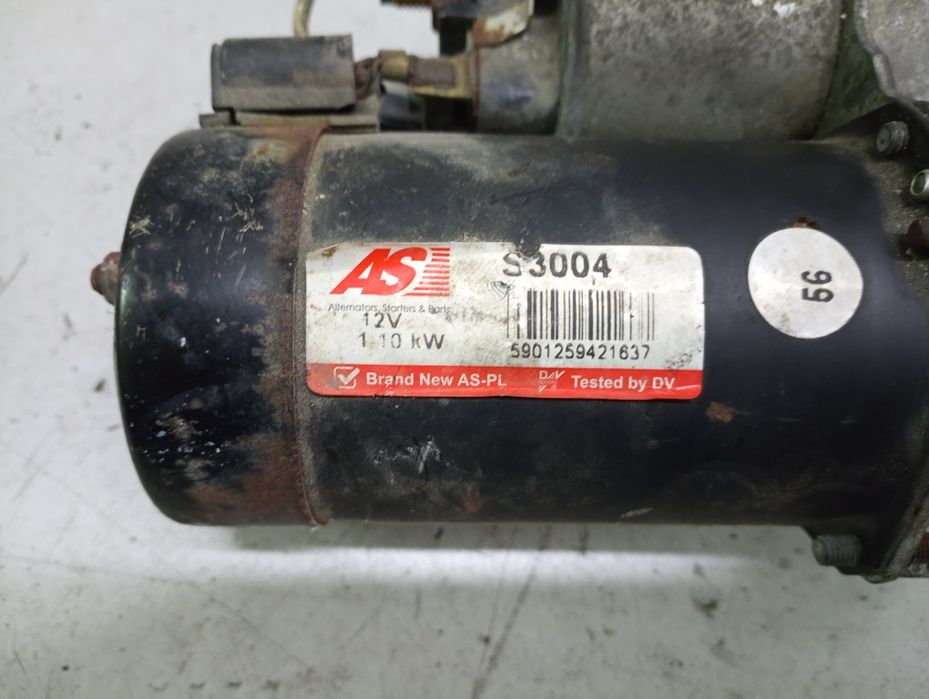 AS
S3004
Alternators, Starters & Parts
12V
1.10 kW
5901259421637
Brand New AS-PL
Tested by DV
56